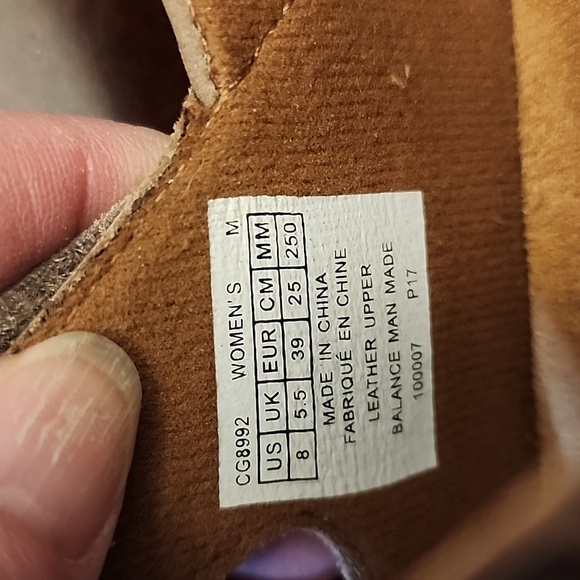 CG8992 WOMEN'S M
US UK EUR CM MM
8 5.5 39 25 250
MADE IN CHINA
FABRIQUÉ EN CHINE
LEATHER UPPER
BALANCE MAN MADE
100007 P17